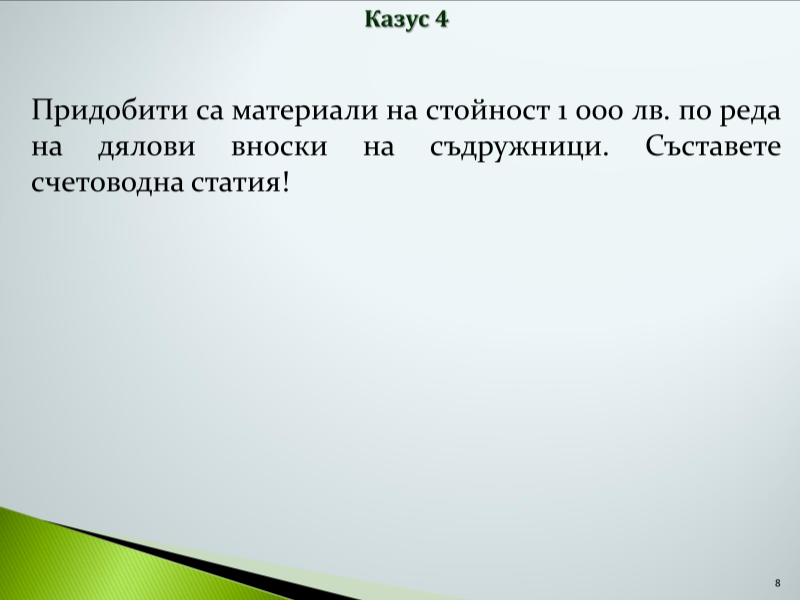 Казус 4
Придобити са материали на стойност 1 000 лв. по реда
на дялови вноски на съдружници. Съставете
счетоводна статия!
8